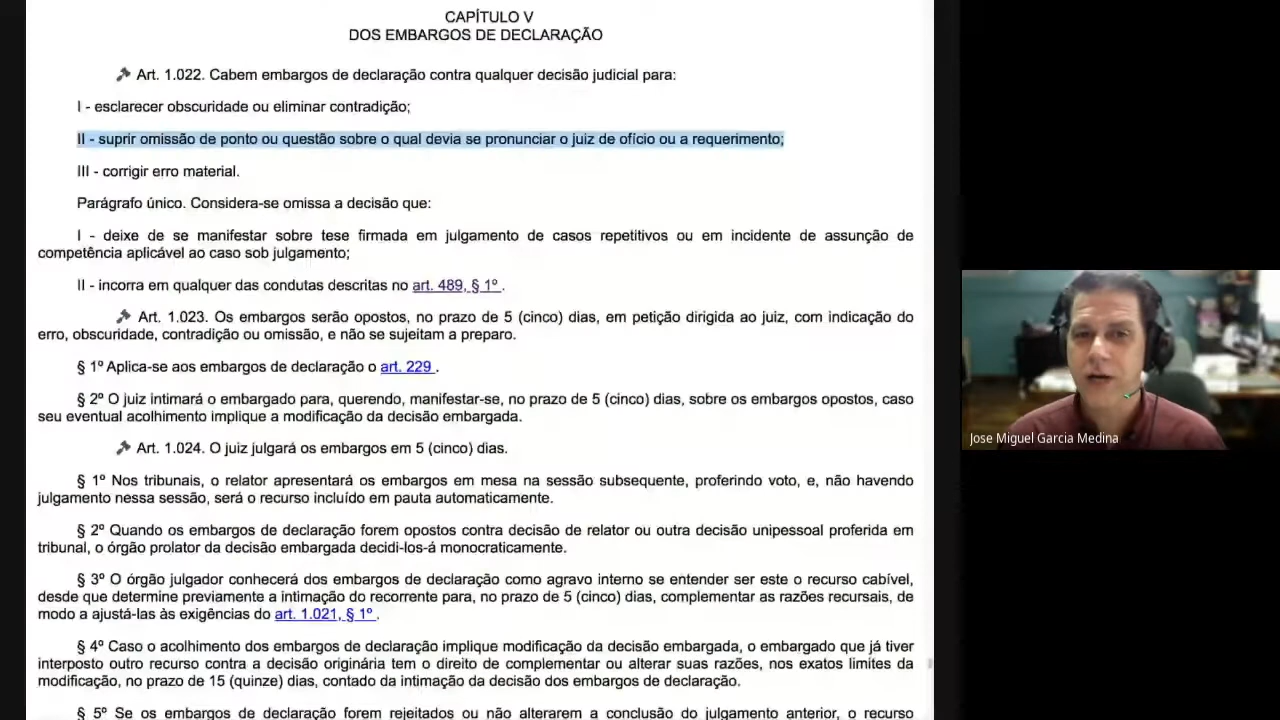 CAPÍTULO V
DOS EMBARGOS DE DECLARAÇÃO
Art. 1.022. Cabem embargos de declaração contra qualquer decisão judicial para:
I - esclarecer obscuridade ou eliminar contradição;
II - suprir omissão de ponto ou questão sobre o qual devia se pronunciar o juiz de ofício ou a requerimento;
III - corrigir erro material.
Parágrafo único. Considera-se omissa a decisão que:
I - deixe de se manifestar sobre tese firmada em julgamento de casos repetitivos ou em incidente de assunção de
competência aplicável ao caso sob julgamento;
II - incorra em qualquer das condutas descritas no art. 489, § 1º .
Art. 1.023. Os embargos serão opostos, no prazo de 5 (cinco) dias, em petição dirigida ao juiz, com indicação do
erro, obscuridade, contradição ou omissão, e não se sujeitam a preparo.
§ 1º Aplica-se aos embargos de declaração o art. 229 .
§ 2º O juiz intimará o embargado para, querendo, manifestar-se, no prazo de 5 (cinco) dias, sobre os embargos opostos, caso
seu eventual acolhimento implique a modificação da decisão embargada.
Art. 1.024. O juiz julgará os embargos em 5 (cinco) dias.
§ 1º Nos tribunais, o relator apresentará os embargos em mesa na sessão subsequente, proferindo voto, e, não havendo
julgamento nessa sessão, será o recurso incluído em pauta automaticamente.
§ 2º Quando os embargos de declaração forem opostos contra decisão de relator ou outra decisão unipessoal proferida em
tribunal, o órgão prolator da decisão embargada decidi-los-á monocraticamente.
§ 3º O órgão julgador conhecerá dos embargos de declaração como agravo interno se entender ser este o recurso cabível,
desde que determine previamente a intimação do recorrente para, no prazo de 5 (cinco) dias, complementar as razões recursais, de
modo a ajustá-las às exigências do art. 1.021, § 1º .
§ 4º Caso o acolhimento dos embargos de declaração implique modificação da decisão embargada, o embargado que já tiver
interposto outro recurso contra a decisão originária tem o direito de complementar ou alterar suas razões, nos exatos limites da
modificação, no prazo de 15 (quinze) dias, contado da intimação da decisão dos embargos de declaração.
§ 5º Se os embargos de declaração forem rejeitados ou não alterarem a conclusão do julgamento anterior, o recurso
Jose Miguel Garcia Medina